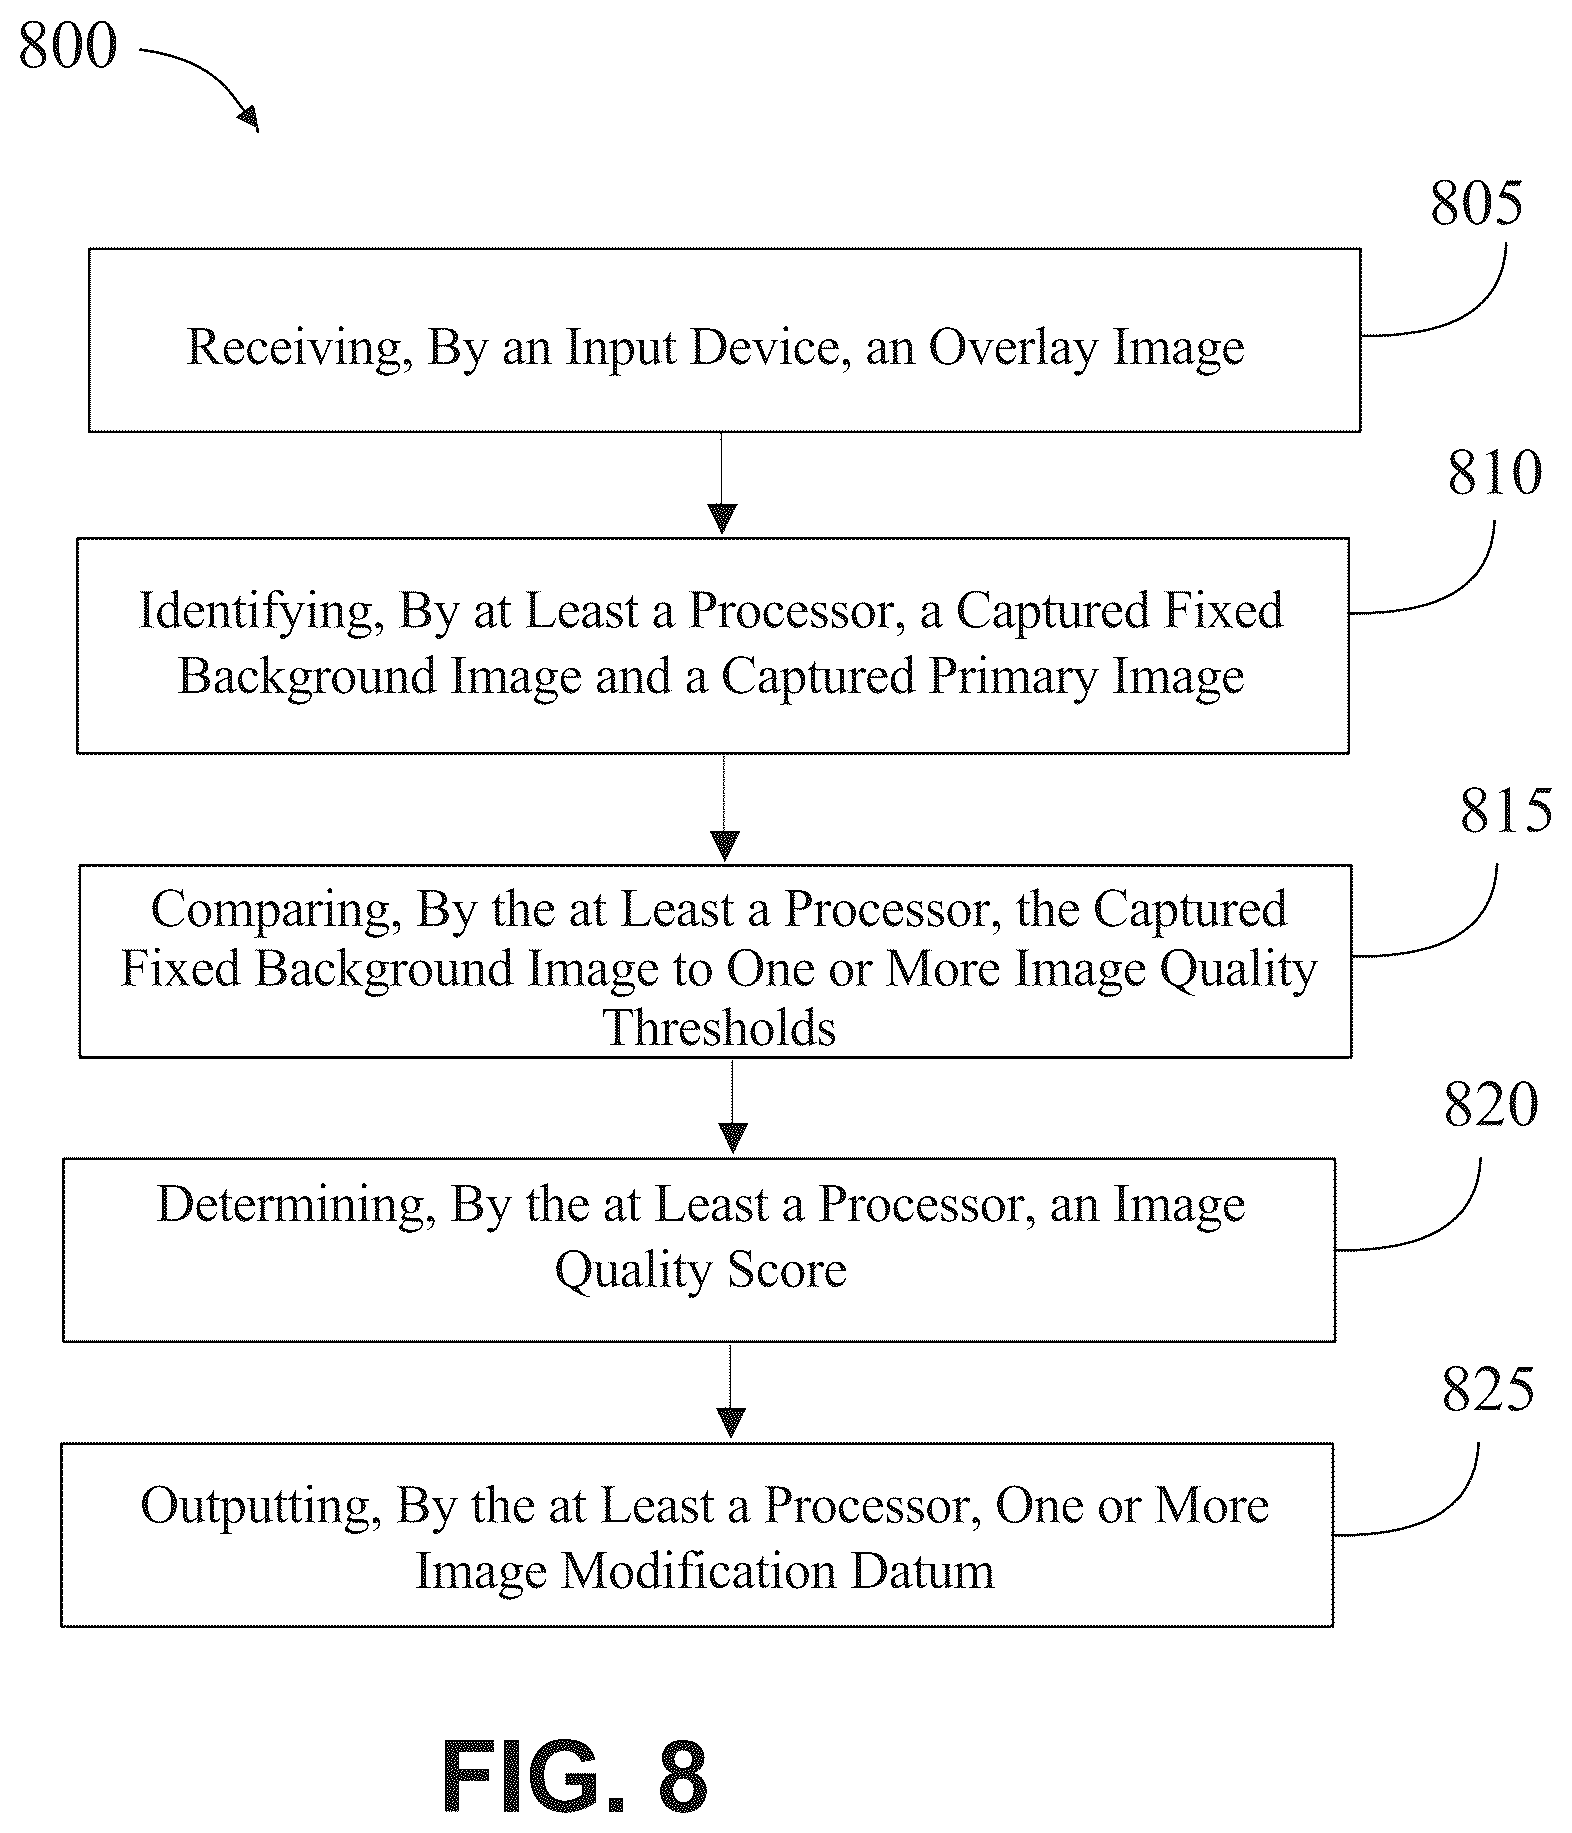 800
805
Receiving, By an Input Device, an Overlay Image
810
Identifying, By at Least a Processor, a Captured Fixed
Background Image and a Captured Primary Image
815
Comparing, By the at Least a Processor, the Captured
Fixed Background Image to One or More Image Quality
Thresholds
820
Determining, By the at Least a Processor, an Image
Quality Score
825
Outputting, By the at Least a Processor, One or More
Image Modification Datum
FIG. 8